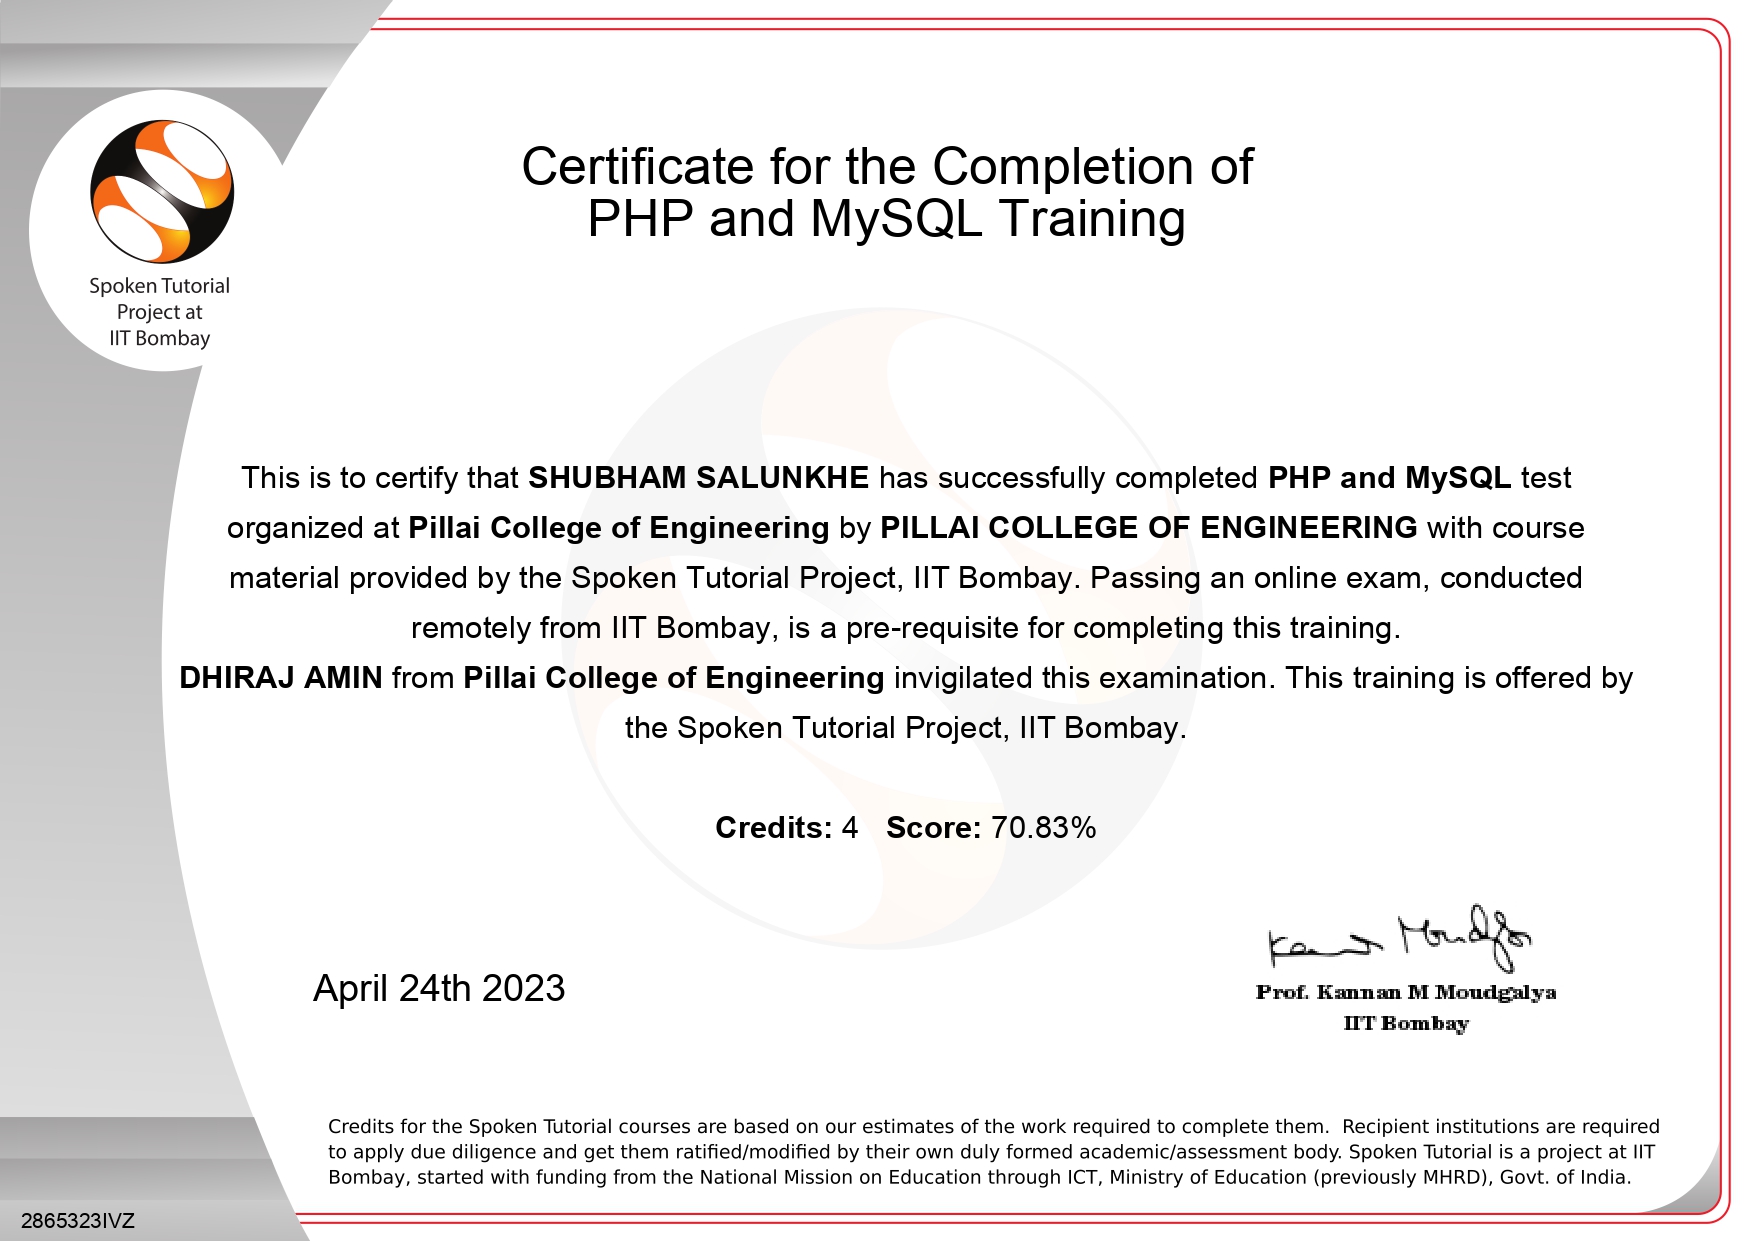 Spoken Tutorial
Project at
IIT Bombay
Certificate for the Completion of
PHP and MySQL Training
This is to certify that SHUBHAM SALUNKHE has successfully completed PHP and MySQL test
organized at Pillai College of Engineering by PILLAI COLLEGE OF ENGINEERING with course
material provided by the Spoken Tutorial Project, IIT Bombay. Passing an online exam, conducted
remotely from IIT Bombay, is a pre-requisite for completing this training.
DHIRAJ AMIN from Pillai College of Engineering invigilated this examination. This training is offered by
the Spoken Tutorial Project, IIT Bombay.
Credits: 4 Score: 70.83%
April 24th 2023
Kannan Moudgalya
Prof. Kannan M Moudgalya
IIT Bombay
Credits for the Spoken Tutorial courses are based on our estimates of the work required to complete them. Recipient institutions are required
to apply due diligence and get them ratified/modified by their own duly formed academic/assessment body. Spoken Tutorial is a project at IIT
Bombay, started with funding from the National Mission on Education through ICT, Ministry of Education (previously MHRD), Govt. of India.
2865323IVZ